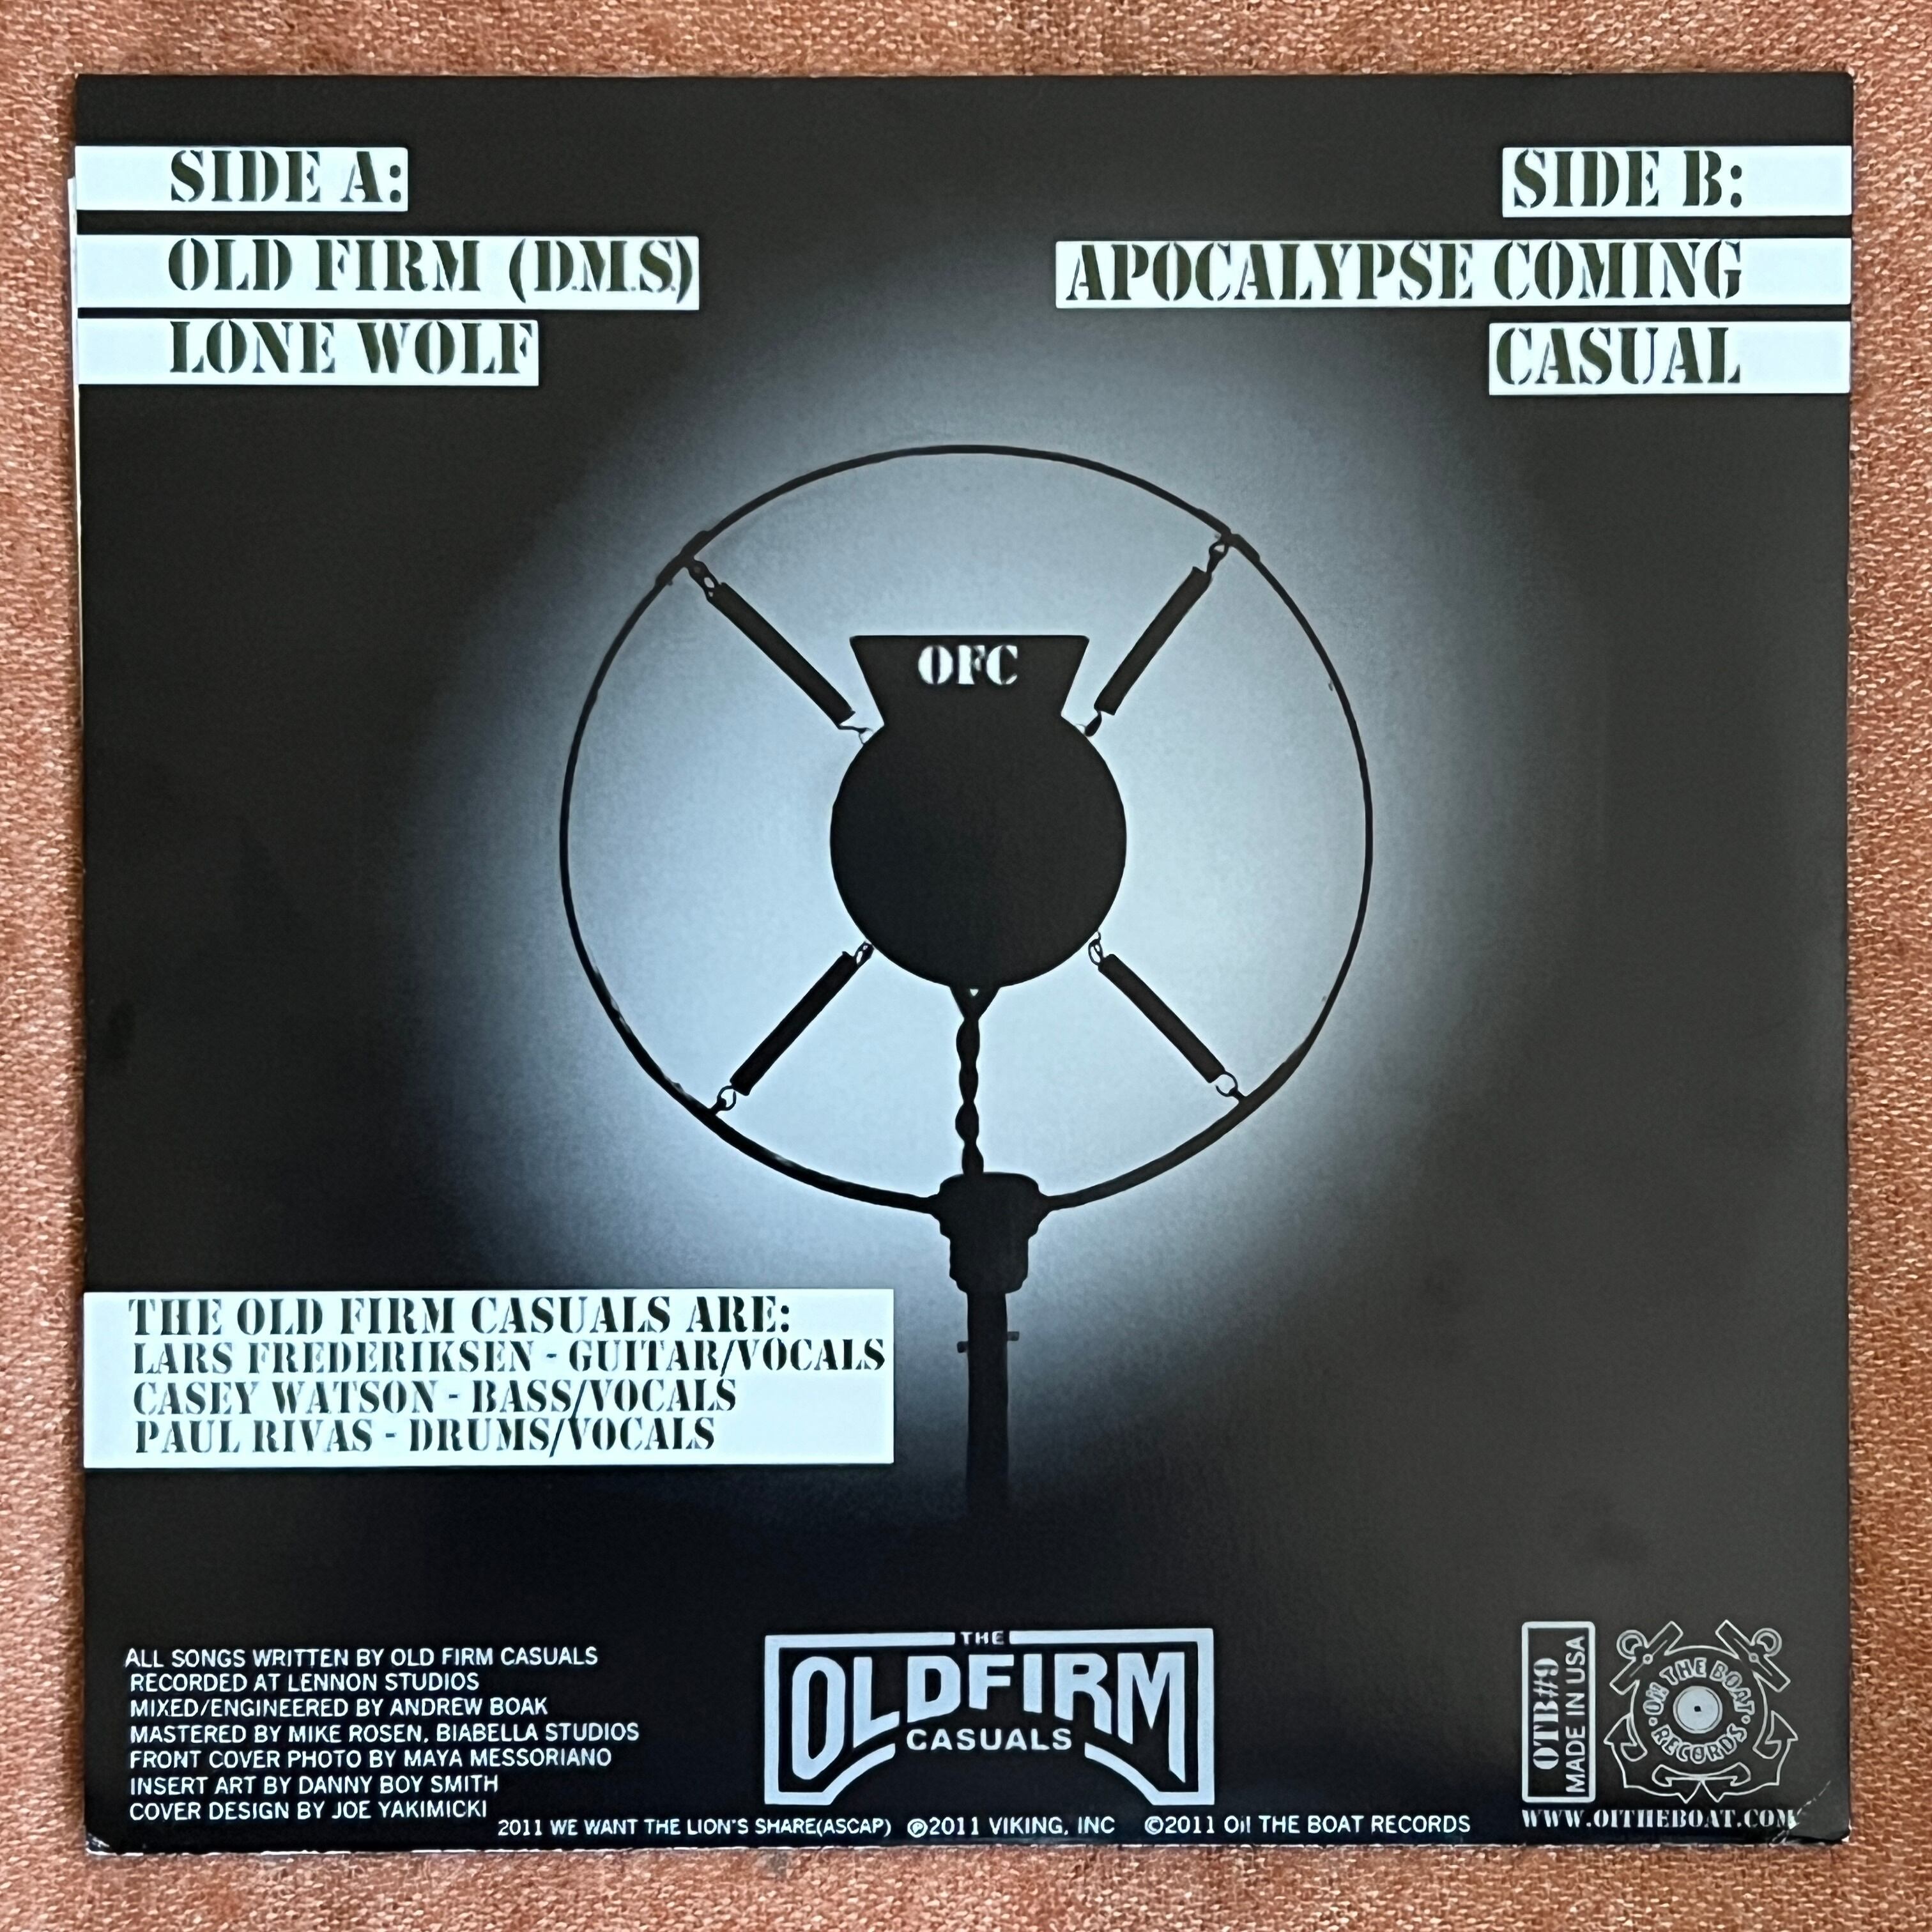 SIDE A:
OLD FIRM (D.M.S)
LONE WOLF
SIDE B:
APOCALYPSE COMING
CASUAL
OFC
THE OLD FIRM CASUALS ARE:
LARS FREDERIKSEN - GUITAR/VOCALS
CASEY WATSON - BASS/VOCALS
PAUL RIVAS - DRUMS/VOCALS
ALL SONGS WRITTEN BY OLD FIRM CASUALS
RECORDED AT LENNON STUDIOS
MIXED/ENGINEERED BY ANDREW BOAK
MASTERED BY MIKE ROSEN, BIABELLA STUDIOS
FRONT COVER PHOTO BY MAYA MESSORIANO
INSERT ART BY DANNY BOY SMITH
COVER DESIGN BY JOE YAKIMICKI
THE
OLDFIRM
CASUALS
OTB#9
MADE IN USA
OI! THE BOAT
RECORDS
WWW.OITHEBOAT.COM
2011 WE WANT THE LION'S SHARE(ASCAP) ℗2011 VIKING, INC ©2011 Oi! THE BOAT RECORDS